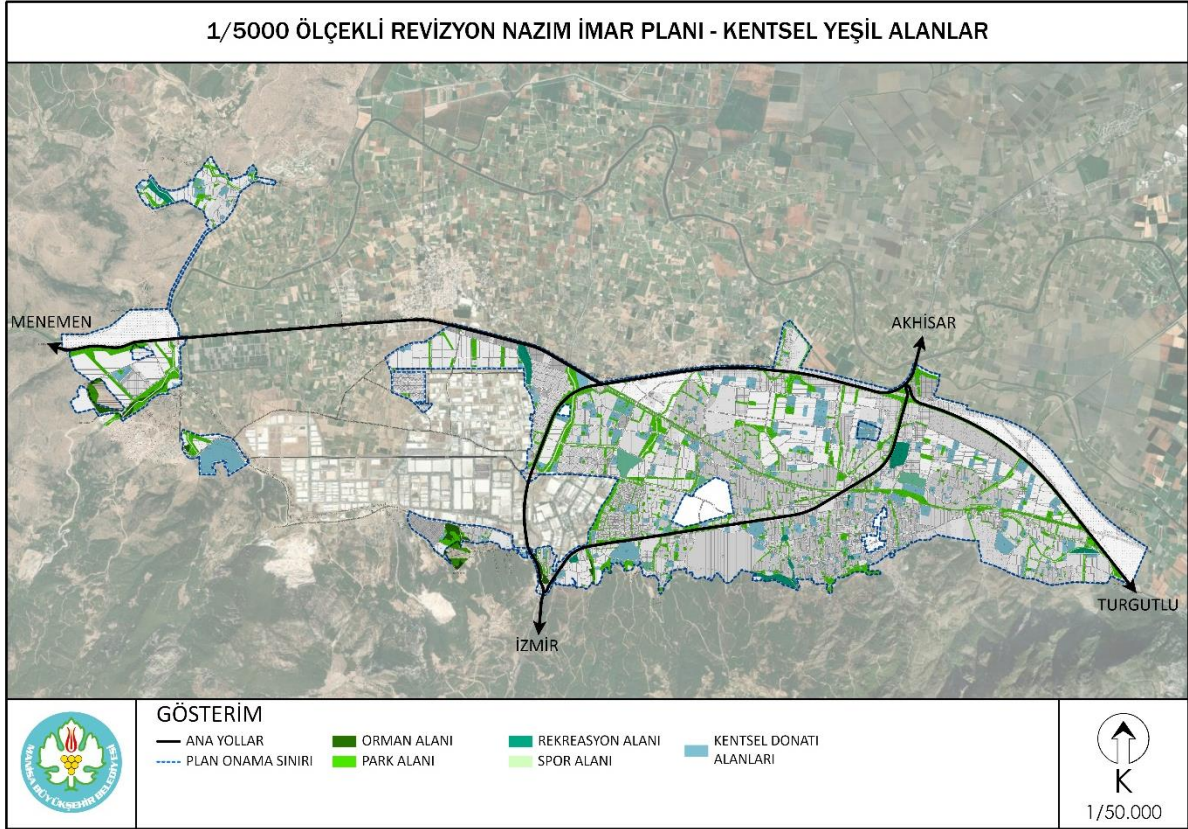 1/5000 ÖLÇEKLİ REVİZYON NAZIM İMAR PLANI - KENTSEL YEŞİL ALANLAR
MENEMEN
AKHİSAR
TURGUTLU
İZMİR
GÖSTERİM
ANA YOLLAR
PLAN ONAMA SINIRI
ORMAN ALANI
PARK ALANI
REKREASYON ALANI
SPOR ALANI
KENTSEL DONATI
ALANLARI
MANİSA BÜYÜKŞEHİR BELEDİYESİ
K
1/50.000